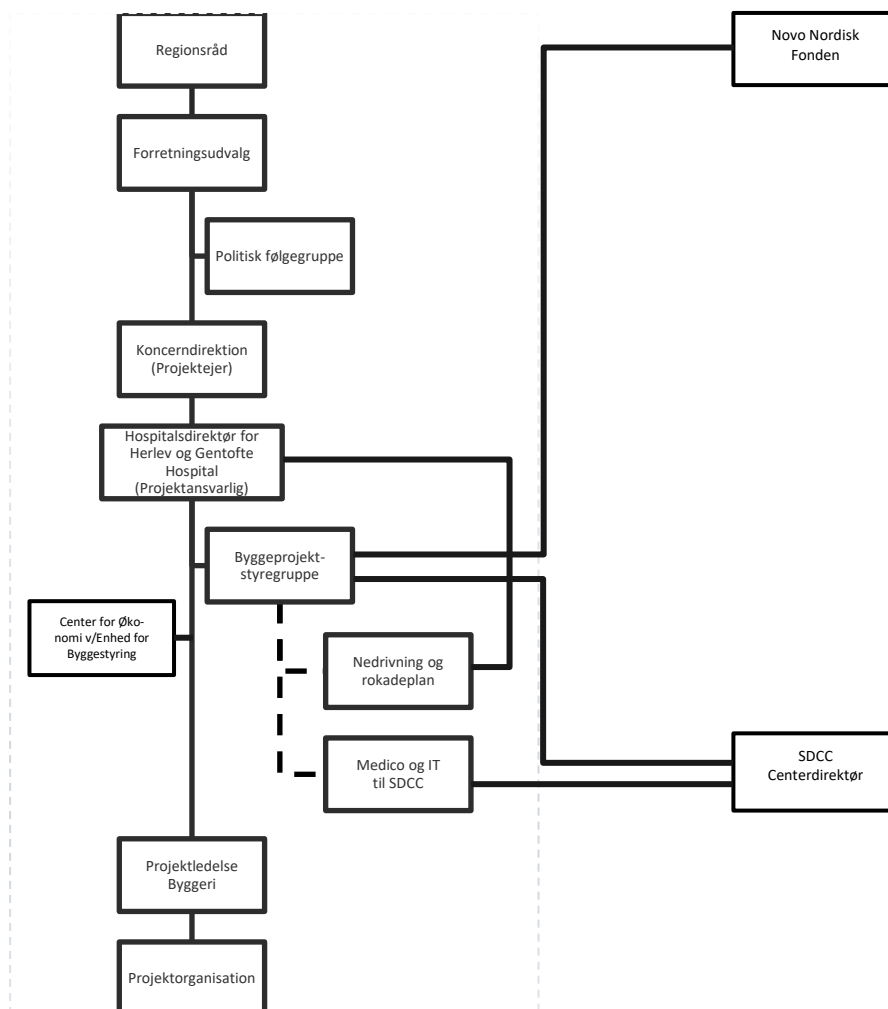 Regionsråd
Novo Nordisk
Fonden
Forretningsudvalg
Politisk følgegruppe
Koncerndirektion
(Projektejer)
Hospitalsdirektør for
Herlev og Gentofte
Hospital
(Projektansvarlig)
Byggeprojekt-
styregruppe
Center for Øko-
nomi v/Enhed for
Byggestyring
Nedrivning og
rokadeplan
Medico og IT
til SDCC
SDCC
Centerdirektør
Projektledelse
Byggeri
Projektorganisation